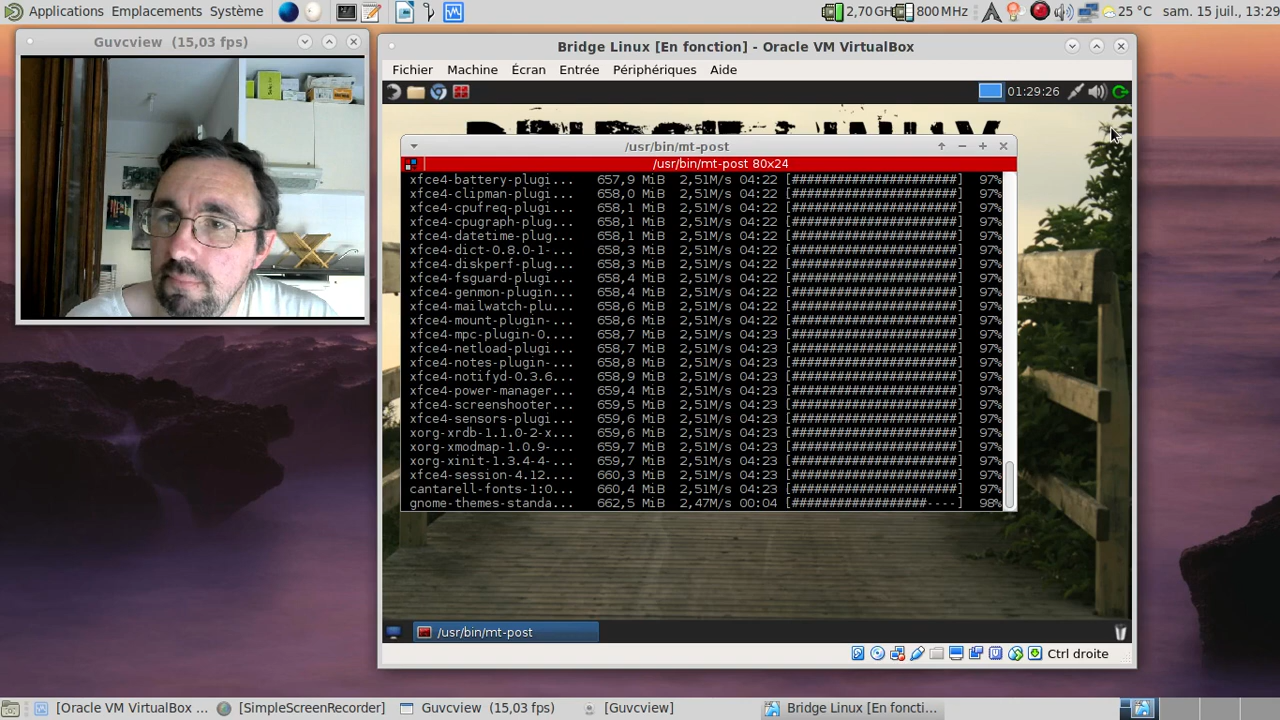 Applications Emplacements Système 2,70 GHz 800 MHz 25 °C sam. 15 juil., 13:29
Guvcview (15,03 fps)
Bridge Linux [En fonction] - Oracle VM VirtualBox
Fichier Machine Écran Entrée Périphériques Aide
01:29:26
BRIDGE LINUX
/usr/bin/mt-post
/usr/bin/mt-post 80x24
xfce4-battery-plugi... 657,9 MiB 2,51M/s 04:22 [######################] 97%
xfce4-clipman-plugi... 658,0 MiB 2,51M/s 04:22 [######################] 97%
xfce4-cpufreq-plugi... 658,1 MiB 2,51M/s 04:22 [######################] 97%
xfce4-cpugraph-plug... 658,1 MiB 2,51M/s 04:22 [######################] 97%
xfce4-datetime-plug... 658,1 MiB 2,51M/s 04:22 [######################] 97%
xfce4-dict-0.8.0-1-... 658,3 MiB 2,51M/s 04:22 [######################] 97%
xfce4-diskperf-plug... 658,3 MiB 2,51M/s 04:22 [######################] 97%
xfce4-fsguard-plugi... 658,4 MiB 2,51M/s 04:22 [######################] 97%
xfce4-genmon-plugin... 658,4 MiB 2,51M/s 04:22 [######################] 97%
xfce4-mailwatch-plu... 658,6 MiB 2,51M/s 04:22 [######################] 97%
xfce4-mount-plugin-... 658,6 MiB 2,51M/s 04:22 [######################] 97%
xfce4-mpc-plugin-0.... 658,7 MiB 2,51M/s 04:23 [######################] 97%
xfce4-netload-plugi... 658,7 MiB 2,51M/s 04:23 [######################] 97%
xfce4-notes-plugin-... 658,8 MiB 2,51M/s 04:23 [######################] 97%
xfce4-notifyd-0.3.6... 658,9 MiB 2,51M/s 04:23 [######################] 97%
xfce4-power-manager... 659,4 MiB 2,51M/s 04:23 [######################] 97%
xfce4-screenshooter... 659,5 MiB 2,51M/s 04:23 [######################] 97%
xfce4-sensors-plugi... 659,6 MiB 2,51M/s 04:23 [######################] 97%
xorg-xrdb-1.1.0-2-x... 659,6 MiB 2,51M/s 04:23 [######################] 97%
xorg-xmodmap-1.0.9-... 659,7 MiB 2,51M/s 04:23 [######################] 97%
xorg-xinit-1.3.4-4-... 659,7 MiB 2,51M/s 04:23 [######################] 97%
xfce4-session-4.12.... 660,3 MiB 2,51M/s 04:23 [######################] 97%
cantarell-fonts-1:0... 660,4 MiB 2,51M/s 04:23 [######################] 97%
gnome-themes-standa... 662,5 MiB 2,47M/s 00:04 [##################----] 98%
/usr/bin/mt-post
Ctrl droite
[Oracle VM VirtualBox ... [SimpleScreenRecorder] Guvcview (15,03 fps) [Guvcview] Bridge Linux [En foncti...